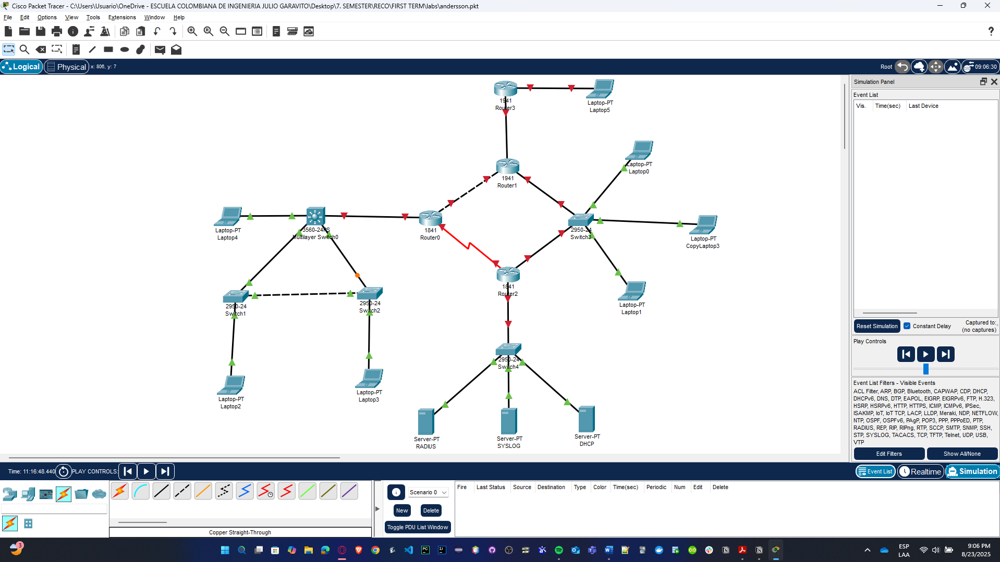 Cisco Packet Tracer - C:\Users\Usuario\OneDrive - ESCUELA COLOMBIANA DE INGENIERIA JULIO GARAVITO\Desktop\7. SEMESTER\RECO\FIRST TERM\labs\andersson.pkt
File Edit Options View Tools Extensions Window Help
Logical Physical x: 806, y: 7
Root 09:06:30
1941
Router3
Laptop-PT
Laptop5
Laptop-PT
Laptop0
1941
Router1
Laptop-PT
Laptop4
3560-24PS
Multilayer Switch0
1841
Router0
2950-24
Switch3
Laptop-PT
CopyLaptop3
1841
Router2
2950-24
Switch1
2950-24
Switch2
Laptop-PT
Laptop1
2950-24
Switch4
Laptop-PT
Laptop2
Laptop-PT
Laptop3
Server-PT
RADIUS
Server-PT
SYSLOG
Server-PT
DHCP
Simulation Panel
Event List
Vis. Time(sec) Last Device
Reset Simulation Constant Delay
Captured to:
(no captures)
Play Controls
Event List Filters - Visible Events
ACL Filter, ARP, BGP, Bluetooth, CAPWAP, CDP, DHCP,
DHCPv6, DNS, DTP, EAPOL, EIGRP, EIGRPv6, FTP, H.323,
HSRP, HSRPv6, HTTP, HTTPS, ICMP, ICMPv6, IPSec,
ISAKMP, IoT, IoT TCP, LACP, LLDP, Meraki, NDP, NETFLOW,
NTP, OSPF, OSPFv6, PAgP, POP3, PPP, PPPoED, PTP,
RADIUS, REP, RIP, RIPng, RTP, SCCP, SMTP, SNMP, SSH,
STP, SYSLOG, TACACS, TCP, TFTP, Telnet, UDP, USB,
VTP
Edit Filters Show All/None
Time: 11:16:48.440 PLAY CONTROLS:
Event List Realtime Simulation
Scenario 0
New Delete
Toggle PDU List Window
Fire Last Status Source Destination Type Color Time(sec) Periodic Num Edit Delete
Copper Straight-Through
3
ESP
LAA
9:06 PM
8/23/2025